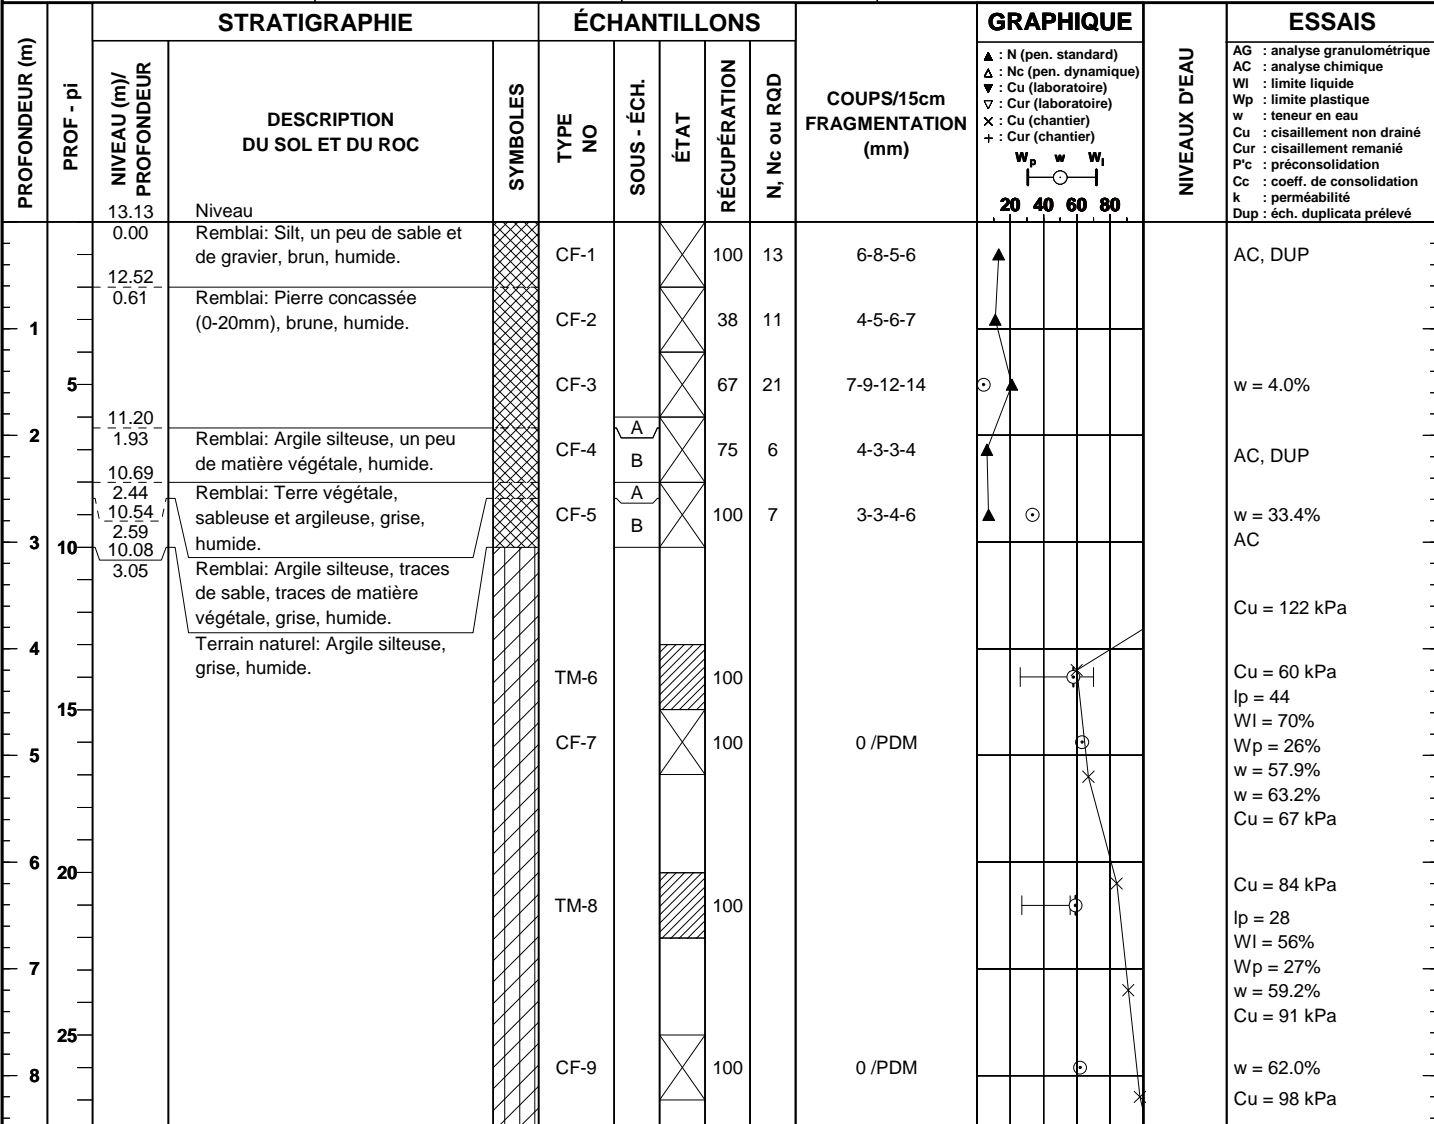 STRATIGRAPHIE
ÉCHANTILLONS
GRAPHIQUE
ESSAIS
PROFONDEUR (m)
PROF - pi
NIVEAU (m)/
PROFONDEUR
DESCRIPTION
DU SOL ET DU ROC
SYMBOLES
TYPE
NO
SOUS - ÉCH.
ÉTAT
RÉCUPÉRATION
N, Nc ou RQD
COUPS/15cm
FRAGMENTATION
(mm)
: N (pen. standard)
: Nc (pen. dynamique)
: Cu (laboratoire)
: Cur (laboratoire)
: Cu (chantier)
: Cur (chantier)
Wp w Wl
20 40 60 80
NIVEAUX D'EAU
AG : analyse granulométrique
AC : analyse chimique
Wl : limite liquide
Wp : limite plastique
w : teneur en eau
Cu : cisaillement non drainé
Cur : cisaillement remanié
P'c : préconsolidation
Cc : coeff. de consolidation
k : perméabilité
Dup : éch. duplicata prélevé
13.13 Niveau
0.00 Remblai: Silt, un peu de sable et
de gravier, brun, humide.
CF-1 100 13 6-8-5-6 AC, DUP
12.52
0.61 Remblai: Pierre concassée
(0-20mm), brune, humide.
CF-2 38 11 4-5-6-7
1
5 CF-3 67 21 7-9-12-14 w = 4.0%
11.20
A
2 1.93 Remblai: Argile silteuse, un peu
de matière végétale, humide.
CF-4 B 75 6 4-3-3-4 AC, DUP
10.69
2.44 Remblai: Terre végétale,
sableuse et argileuse, grise,
humide.
A
10.54 CF-5 B 100 7 3-3-4-6 w = 33.4%
2.59
AC
3 10 10.08
3.05 Remblai: Argile silteuse, traces
de sable, traces de matière
végétale, grise, humide.
Cu = 122 kPa
4 Terrain naturel: Argile silteuse,
grise, humide.
TM-6 100 Cu = 60 kPa
Ip = 44
15 Wl = 70%
CF-7 100 0 /PDM Wp = 26%
5 w = 57.9%
w = 63.2%
Cu = 67 kPa
6 20
Cu = 84 kPa
TM-8 100 Ip = 28
Wl = 56%
7 Wp = 27%
w = 59.2%
Cu = 91 kPa
25
8 CF-9 100 0 /PDM w = 62.0%
Cu = 98 kPa